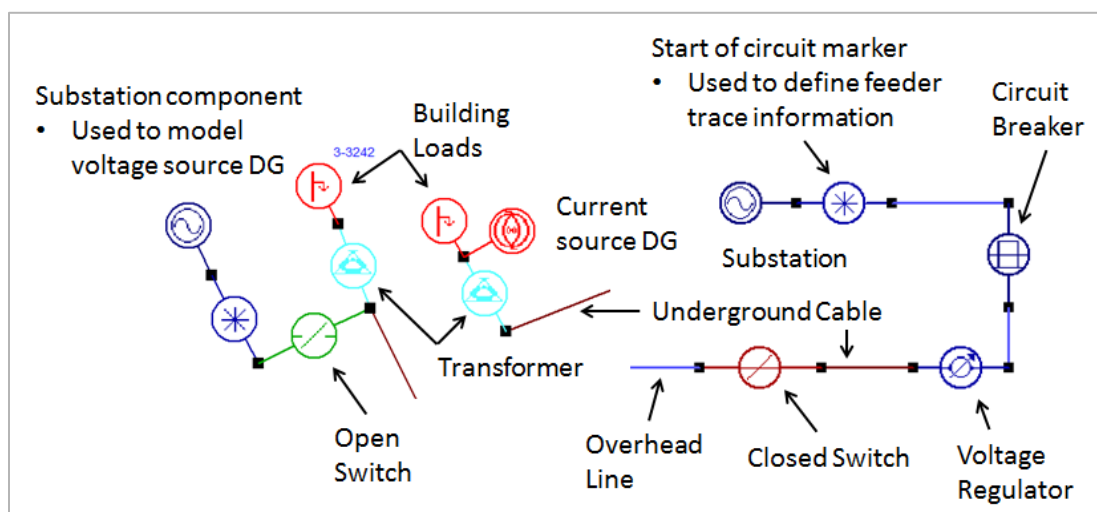 Substation component
• Used to model
voltage source DG
3-3242
Building
Loads
Current
source DG
Transformer
Open
Switch
Start of circuit marker
• Used to define feeder
trace information
Circuit
Breaker
Substation
Underground Cable
Overhead
Line
Closed Switch
Voltage
Regulator